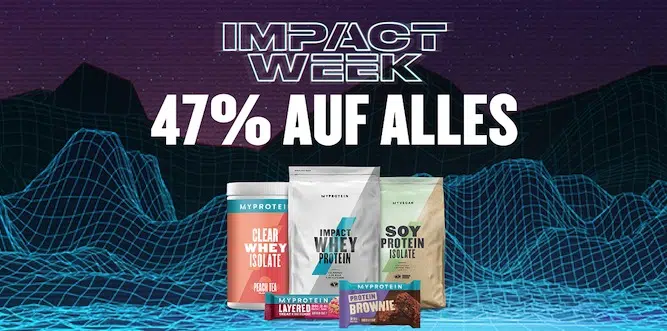 IMPACT
WEEK
47% AUF ALLES
MYPROTEIN
CLEAR
WHEY
ISOLATE
PEACH TEA
MYPROTEIN
IMPACT
WHEY
PROTEIN
MYVEGAN
SOY
PROTEIN
ISOLATE
MYPROTEIN
LAYERED
MYPROTEIN
PROTEIN
BROWNIE